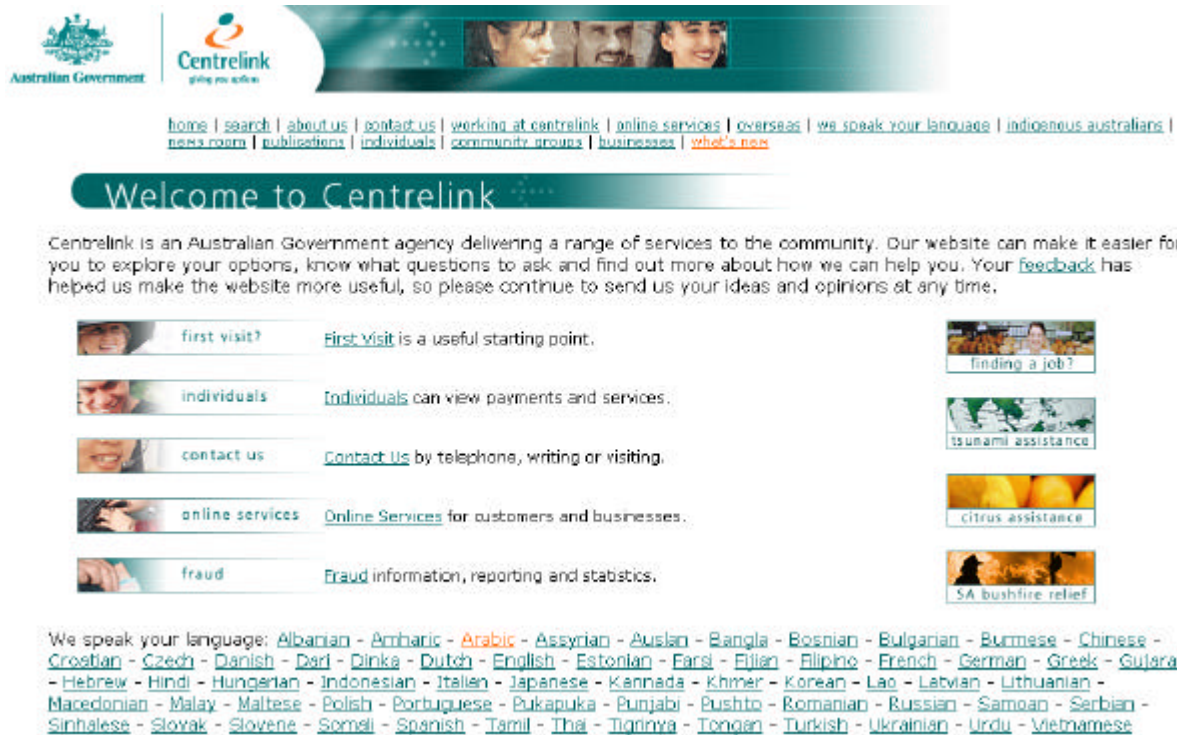 Australian Government
Centrelink
giving you options
home | search | about us | contact us | working at centrelink | online services | overseas | we speak your language | indigenous australians |
news room | publications | individuals | community groups | businesses | what's new
Welcome to Centrelink
Centrelink is an Australian Government agency delivering a range of services to the community. Our website can make it easier for
you to explore your options, know what questions to ask and find out more about how we can help you. Your feedback has
helped us make the website more useful, so please continue to send us your ideas and opinions at any time.
first visit? First Visit is a useful starting point.
finding a job?
individuals Individuals can view payments and services.
tsunami assistance
contact us Contact Us by telephone, writing or visiting.
online services Online Services for customers and businesses.
citrus assistance
fraud Fraud information, reporting and statistics.
SA bushfire relief
We speak your language: Albanian - Amharic - Arabic - Assyrian - Auslan - Bangla - Bosnian - Bulgarian - Burmese - Chinese -
Croatian - Czech - Danish - Dari - Dinka - Dutch - English - Estonian - Farsi - Fijian - Filipino - French - German - Greek - Gujara
- Hebrew - Hindi - Hungarian - Indonesian - Italian - Japanese - Kannada - Khmer - Korean - Lao - Latvian - Lithuanian -
Macedonian - Malay - Maltese - Polish - Portuguese - Pukapuka - Punjabi - Pushto - Romanian - Russian - Samoan - Serbian -
Sinhalese - Slovak - Slovene - Somali - Spanish - Tamil - Thai - Tigrinya - Tongan - Turkish - Ukrainian - Urdu - Vietnamese